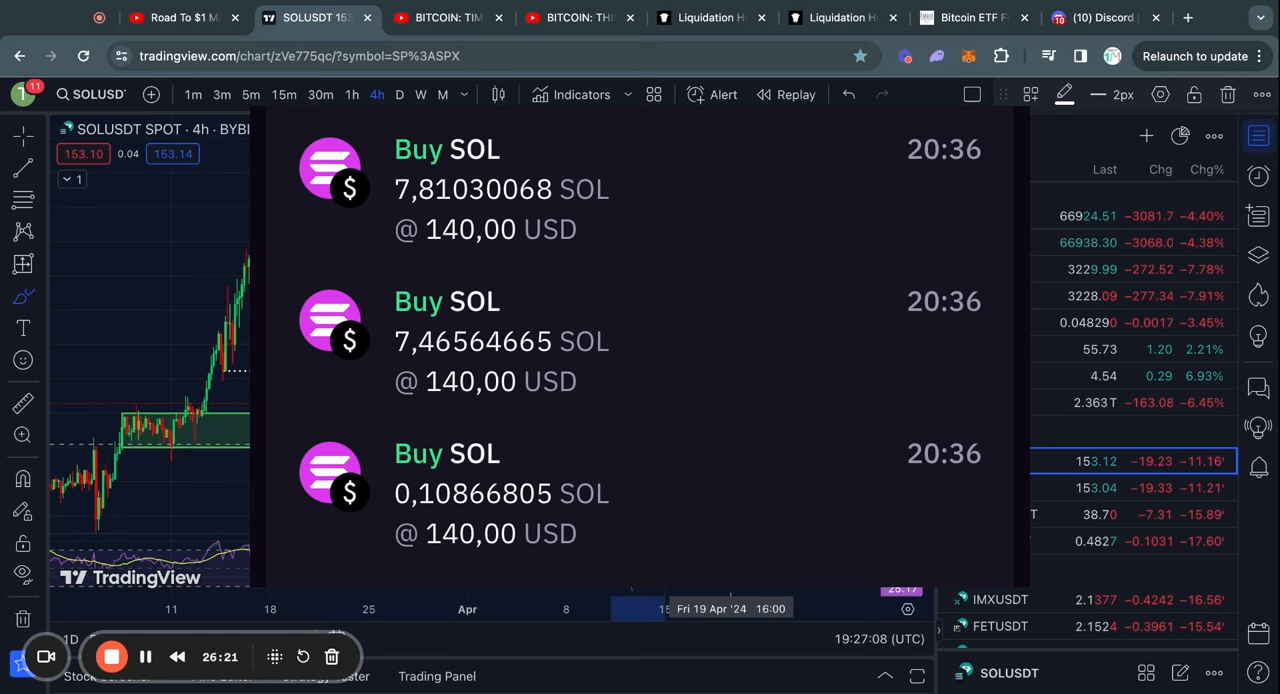 Road To $1 M
SOLUSDT 153
BITCOIN: TIM
BITCOIN: THI
Liquidation H
Liquidation H
Bitcoin ETF F
(10) Discord
tradingview.com/chart/zVe775qc/?symbol=SP%3ASPX
Relaunch to update
11
SOLUSDT
1m 3m 5m 15m 30m 1h 4h D W M
Indicators
Alert
Replay
2px
SOLUSDT SPOT · 4h · BYBI
153.10 0.04 153.14
1
Last Chg Chg%
Buy SOL 20:36
7,81030068 SOL
@ 140,00 USD
Buy SOL 20:36
7,46564665 SOL
@ 140,00 USD
Buy SOL 20:36
0,10866805 SOL
@ 140,00 USD
66924.51 −3081.7 −4.40%
66938.30 −3068.0 −4.38%
3229.99 −272.52 −7.78%
3228.09 −277.34 −7.91%
0.048290 −0.0017 −3.45%
55.73 1.20 2.21%
4.54 0.29 6.93%
2.363T −163.08 −6.45%
153.12 −19.23 −11.16
153.04 −19.33 −11.21
T 38.70 −7.31 −15.89
0.4827 −0.1031 −17.60
IMXUSDT 2.1377 −0.4242 −16.56
FETUSDT 2.1524 −0.3961 −15.54
TradingView
25.17
11 18 25 Apr 8 15 Fri 19 Apr '24 16:00
1D
19:27:08 (UTC)
26:21
Trading Panel
SOLUSDT